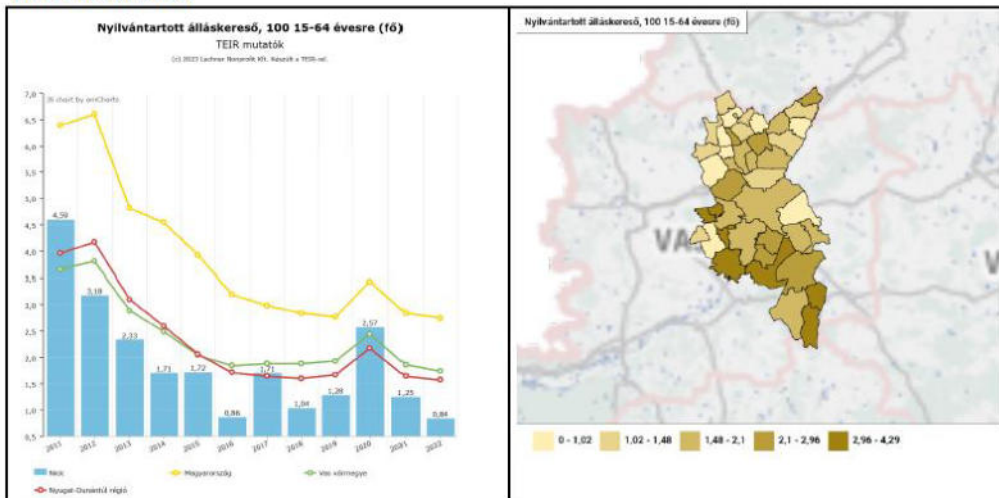 Nyilvántartott álláskereső, 100 15-64 évesre (fő)
TEIR mutatók
(c) 2023 Lechner Nonprofit Kft. Készült a TEIR-rel.
JS chart by amCharts
7,0
6,5
6,0
5,5
5,0
4,5
4,0
3,5
3,0
2,5
2,0
1,5
1,0
0,5
4,59
3,18
2,33
1,71
1,72
0,86
1,71
1,04
1,28
2,57
1,25
0,84
2011
2012
2013
2014
2015
2016
2017
2018
2019
2020
2021
2022
Magyarország
Vas vármegye
Nyugat-Dunántúl régió
Nyilvántartott álláskereső, 100 15-64 évesre (fő)
VA
V
0 - 1,02
1,02 - 1,48
1,48 - 2,1
2,1 - 2,96
2,96 - 4,29